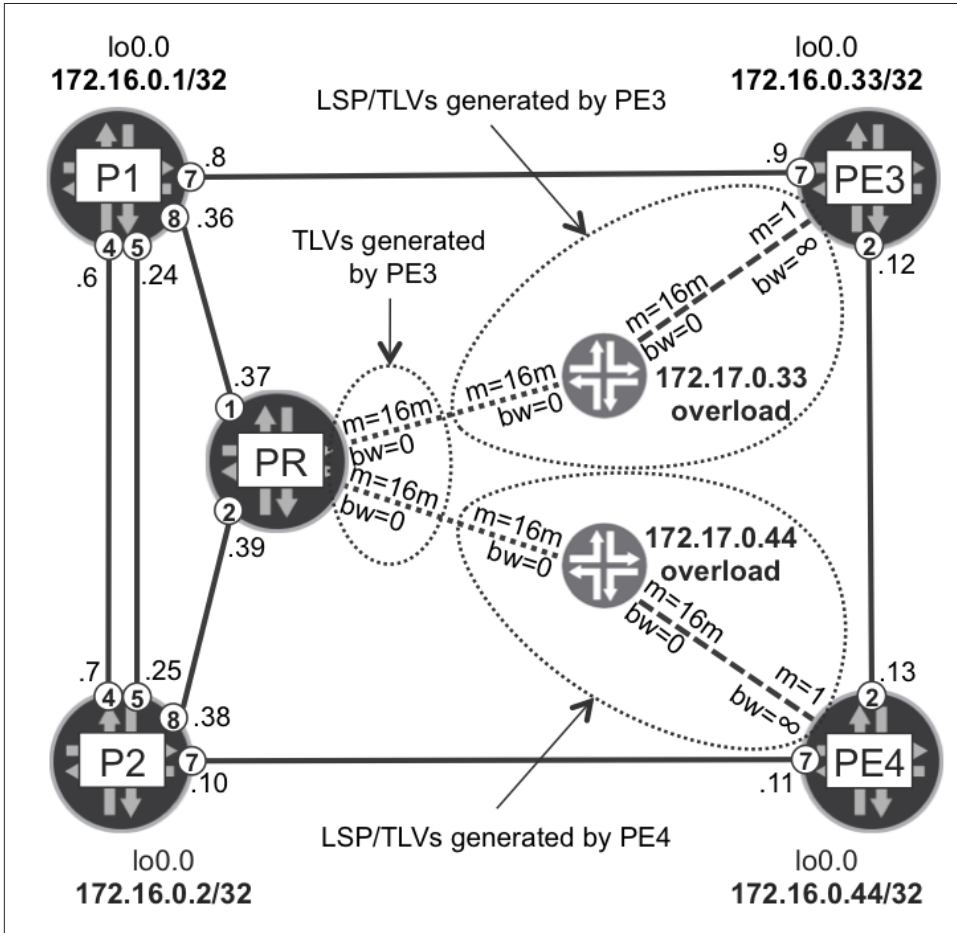 lo0.0
172.16.0.1/32
lo0.0
172.16.0.33/32
LSP/TLVs generated by PE3
P1
7
.8
.9
7
PE3
8
.36
4
5
.6
.24
2
.12
TLVs generated
by PE3
m=1
bw=∞
m=16m
bw=0
172.17.0.33
overload
m=16m
bw=0
.37
1
PR
m=16m
bw=0
m=16m
bw=0
2
.39
m=16m
bw=0
172.17.0.44
overload
m=16m
bw=0
m=1
bw=∞
.7
.25
4
5
8
.38
.13
2
P2
7
.10
.11
7
PE4
LSP/TLVs generated by PE4
lo0.0
172.16.0.2/32
lo0.0
172.16.0.44/32